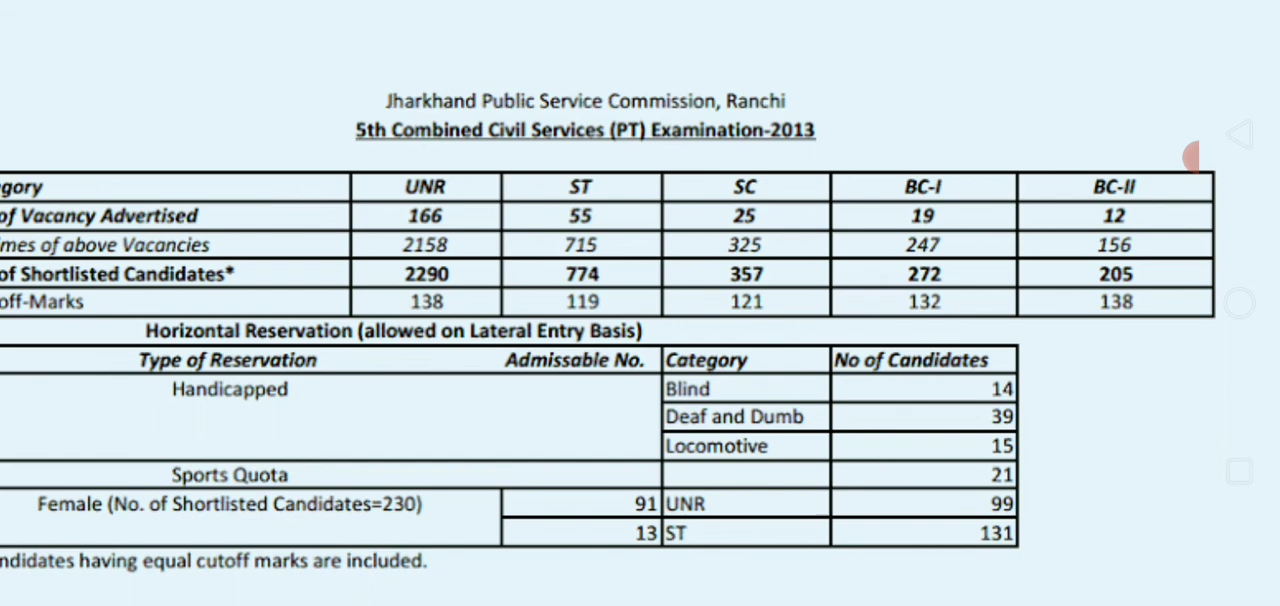 Jharkhand Public Service Commission, Ranchi
5th Combined Civil Services (PT) Examination-2013
gory UNR ST SC BC-I BC-II
of Vacancy Advertised 166 55 25 19 12
mes of above Vacancies 2158 715 325 247 156
of Shortlisted Candidates* 2290 774 357 272 205
off-Marks 138 119 121 132 138
Horizontal Reservation (allowed on Lateral Entry Basis)
Type of Reservation Admissable No. Category No of Candidates
Handicapped Blind 14
Deaf and Dumb 39
Locomotive 15
Sports Quota 21
Female (No. of Shortlisted Candidates=230) 91 UNR 99
13 ST 131
ndidates having equal cutoff marks are included.